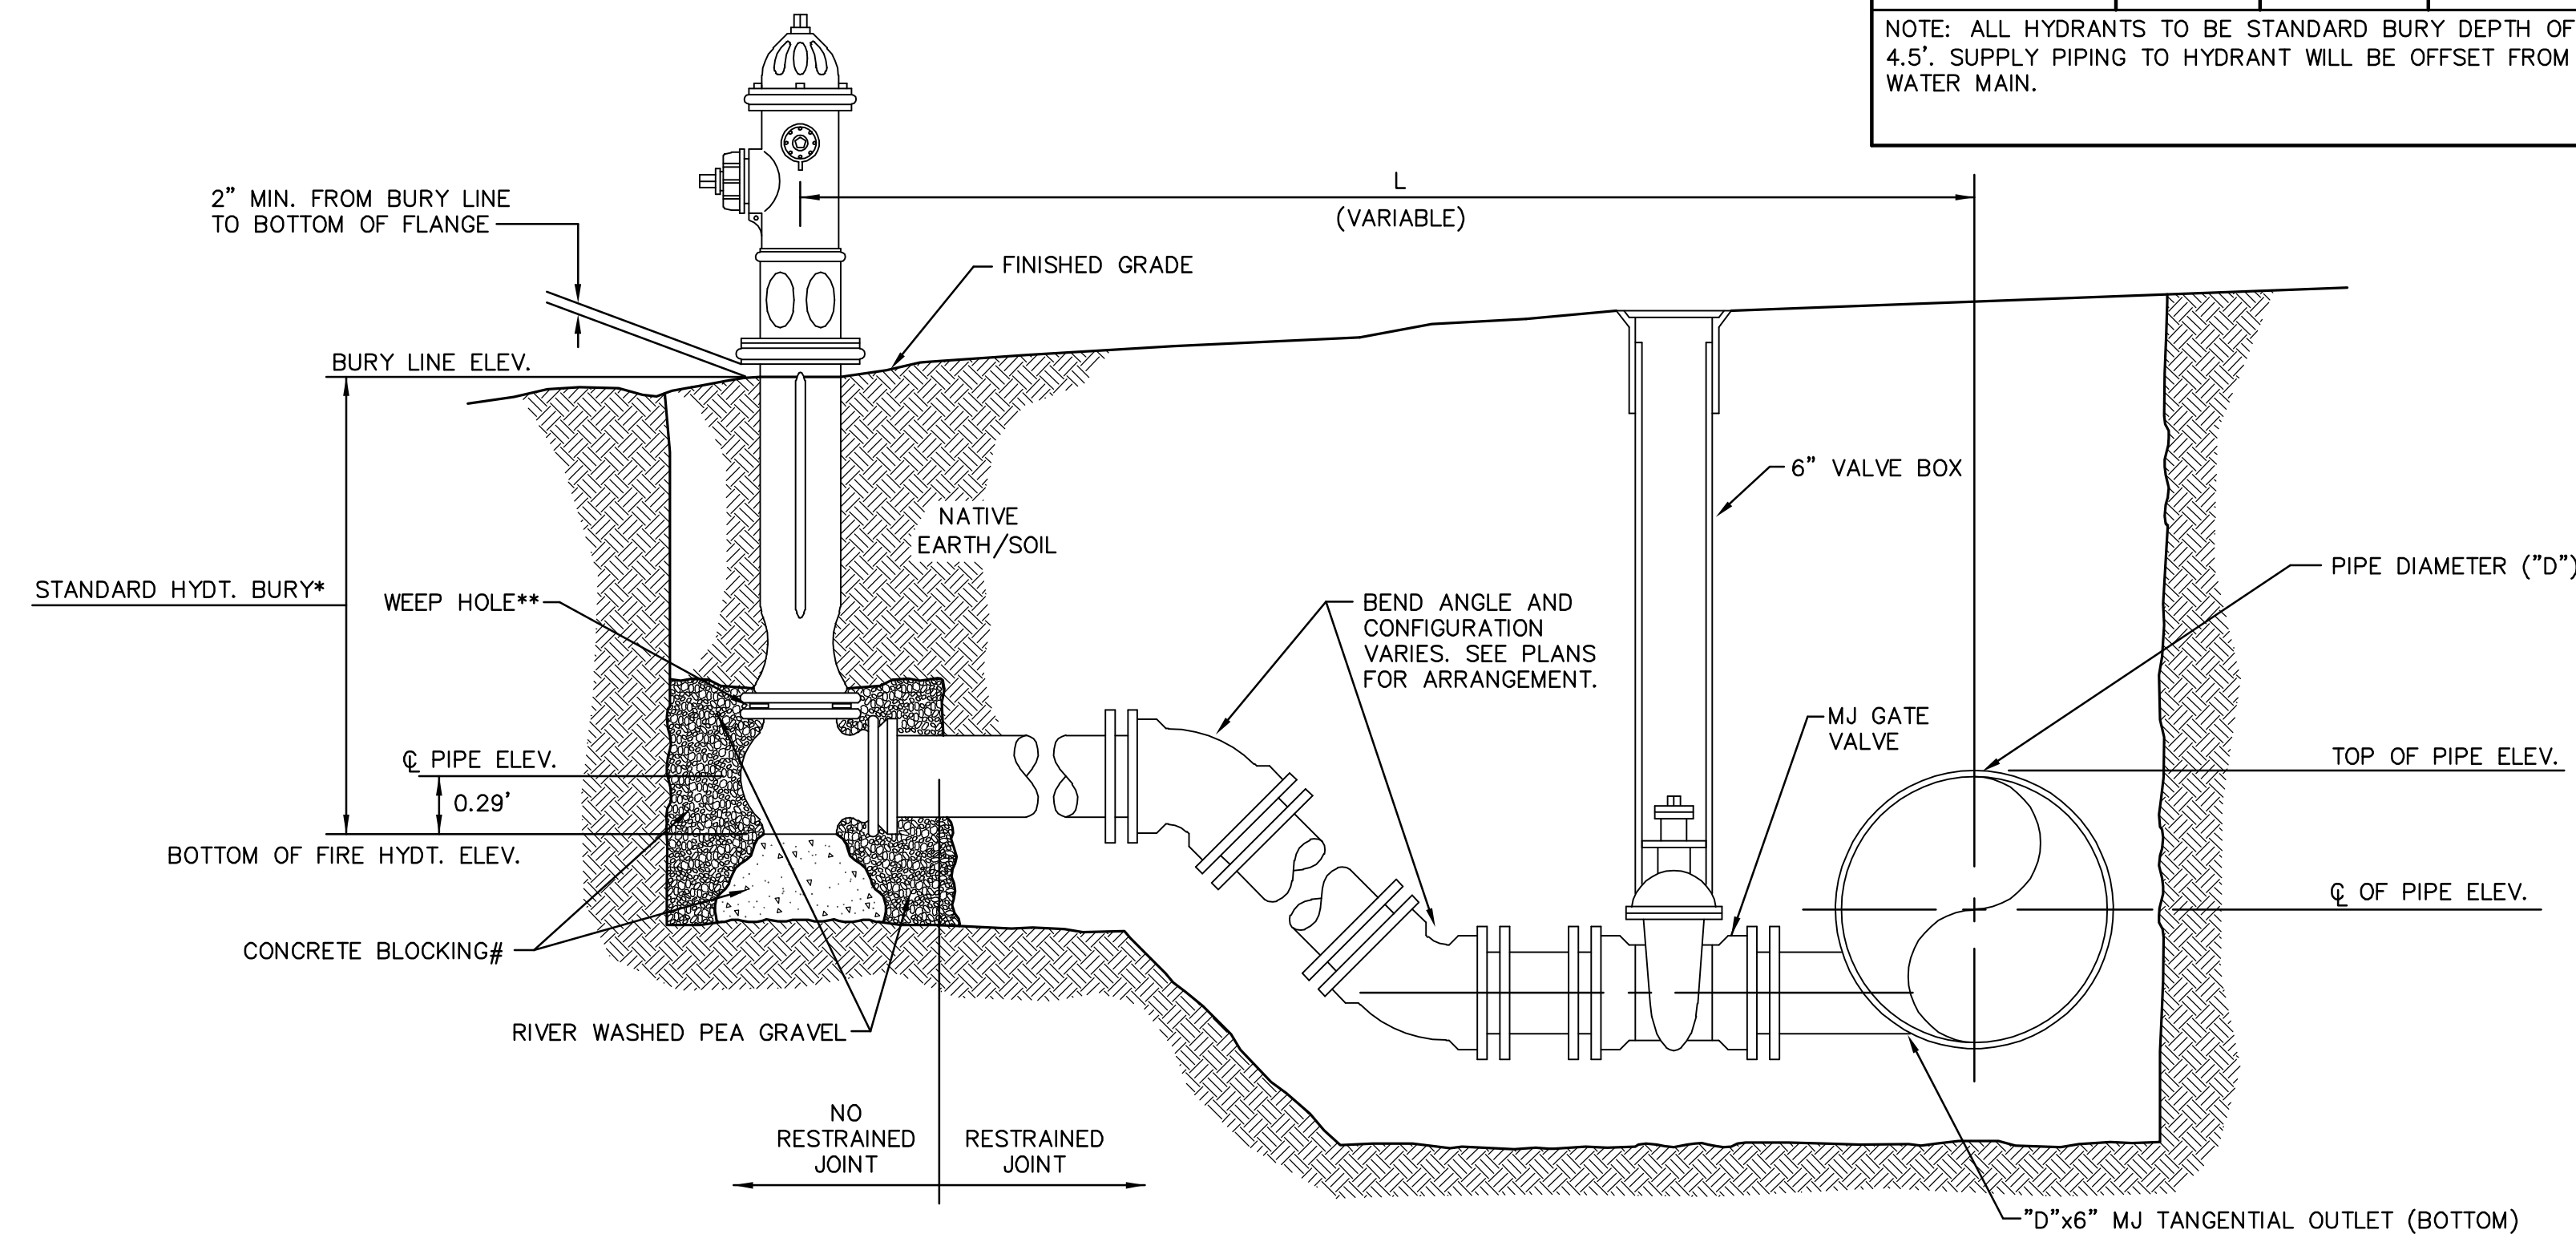 NOTE: ALL HYDRANTS TO BE STANDARD BURY DEPTH OF
4.5'. SUPPLY PIPING TO HYDRANT WILL BE OFFSET FROM
WATER MAIN.
L
(VARIABLE)
2" MIN. FROM BURY LINE
TO BOTTOM OF FLANGE
FINISHED GRADE
BURY LINE ELEV.
6" VALVE BOX
NATIVE
EARTH/SOIL
PIPE DIAMETER ("D")
STANDARD HYDT. BURY*
WEEP HOLE**
BEND ANGLE AND
CONFIGURATION
VARIES. SEE PLANS
FOR ARRANGEMENT.
MJ GATE
VALVE
℄ PIPE ELEV.
TOP OF PIPE ELEV.
0.29'
BOTTOM OF FIRE HYDT. ELEV.
℄ OF PIPE ELEV.
CONCRETE BLOCKING#
RIVER WASHED PEA GRAVEL
NO
RESTRAINED
JOINT
RESTRAINED
JOINT
"D"x6" MJ TANGENTIAL OUTLET (BOTTOM)